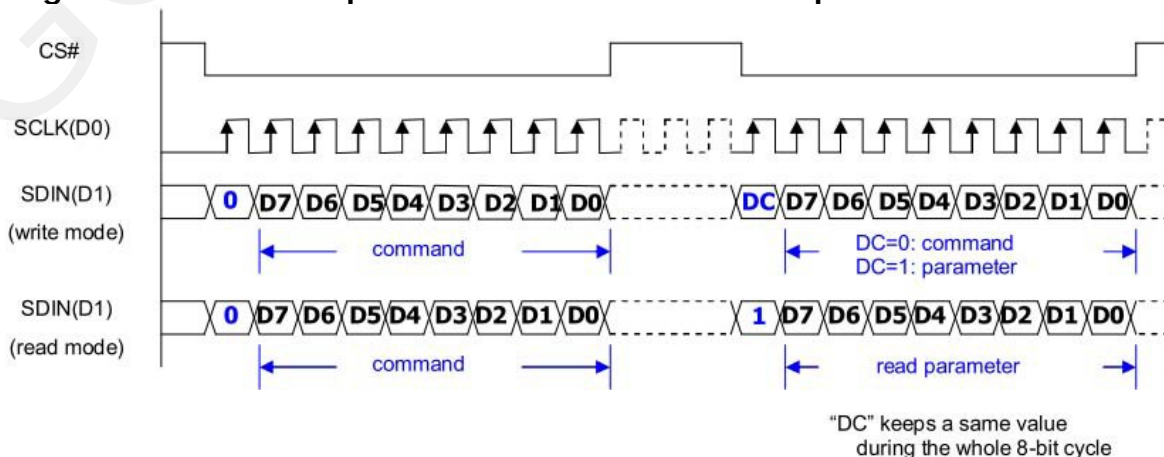 CS#
SCLK(D0)
SDIN(D1)
(write mode)
0 D7 D6 D5 D4 D3 D2 D1 D0
DC D7 D6 D5 D4 D3 D2 D1 D0
command
DC=0: command
DC=1: parameter
SDIN(D1)
(read mode)
0 D7 D6 D5 D4 D3 D2 D1 D0
1 D7 D6 D5 D4 D3 D2 D1 D0
command
read parameter
“DC” keeps a same value
during the whole 8-bit cycle